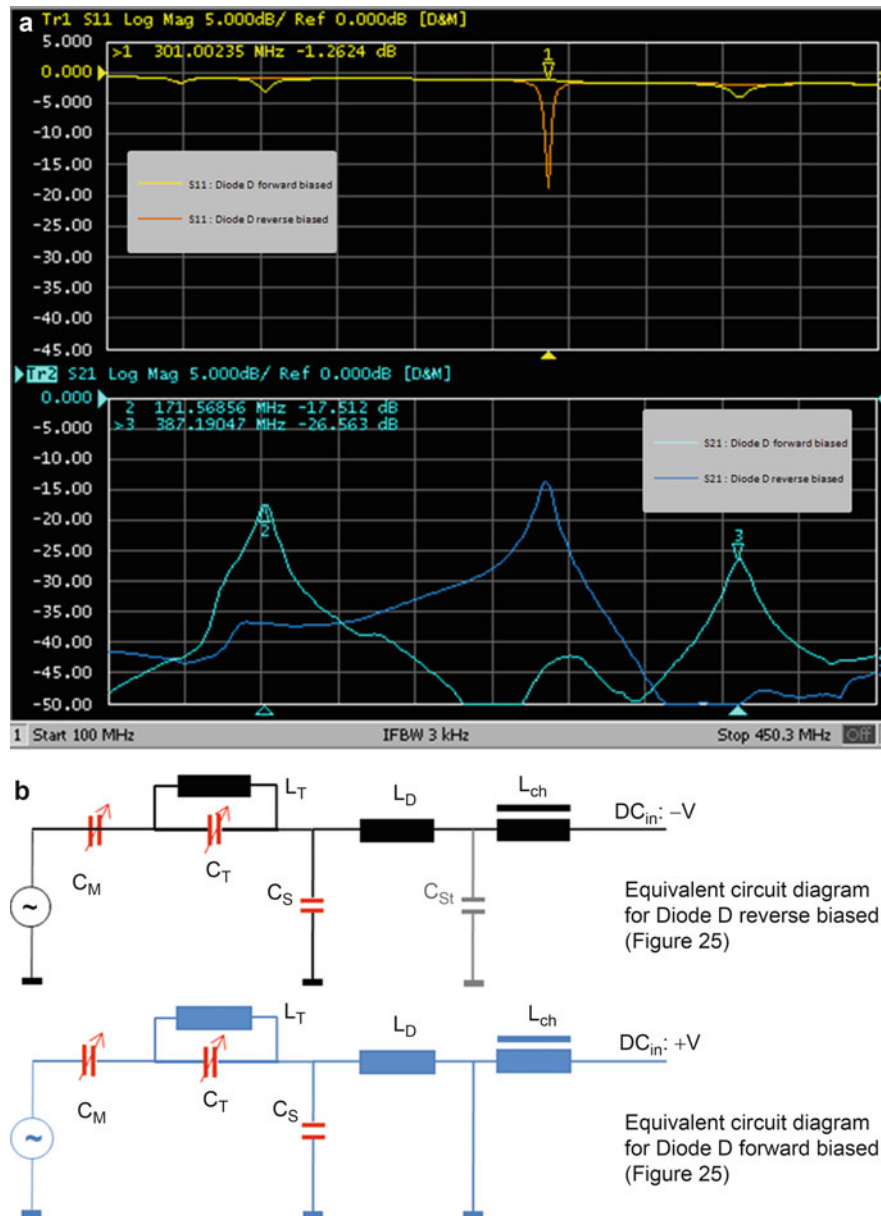 a Tr1 S11 Log Mag 5.000dB/ Ref 0.000dB [D&M]
5.000
>1 301.00235 MHz -1.2624 dB
1
0.000
-5.000
-10.00
-15.00
-20.00
-25.00
-30.00
-35.00
-40.00
-45.00
S11 : Diode D forward biased
S11 : Diode D reverse biased
Tr2 S21 Log Mag 5.000dB/ Ref 0.000dB [D&M]
0.000
2 171.56856 MHz -17.512 dB
>3 387.19047 MHz -26.563 dB
-5.000
-10.00
-15.00
-20.00
-25.00
-30.00
-35.00
-40.00
-45.00
-50.00
S21 : Diode D forward biased
S21 : Diode D reverse biased
2
3
1 Start 100 MHz IFBW 3 kHz Stop 450.3 MHz Off
b
LT
LD
Lch
DCin: −V
CM
CT
CS
CSt
~
Equivalent circuit diagram
for Diode D reverse biased
(Figure 25)
LT
LD
Lch
DCin: +V
CM
CT
CS
~
Equivalent circuit diagram
for Diode D forward biased
(Figure 25)